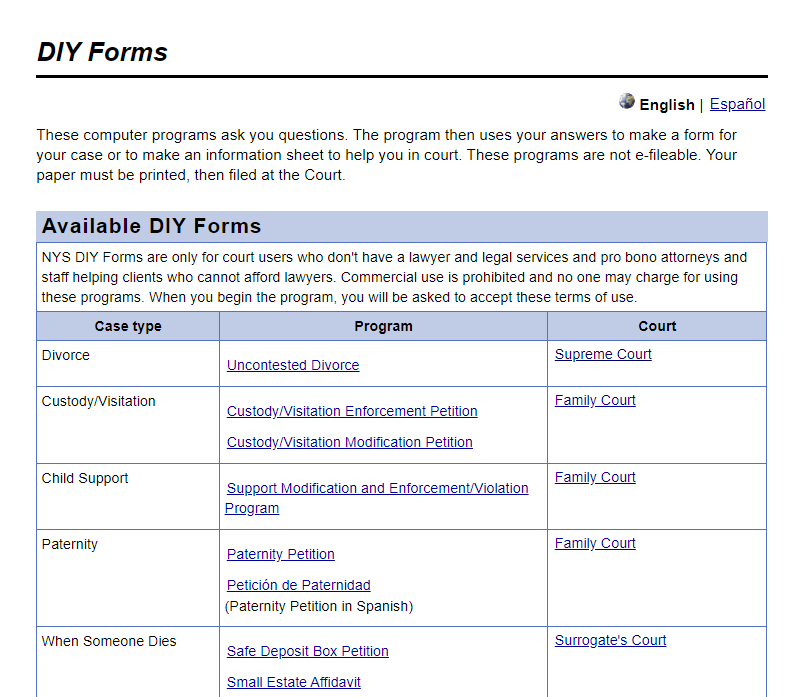 DIY Forms
English | Español
These computer programs ask you questions. The program then uses your answers to make a form for
your case or to make an information sheet to help you in court. These programs are not e-fileable. Your
paper must be printed, then filed at the Court.
Available DIY Forms
NYS DIY Forms are only for court users who don't have a lawyer and legal services and pro bono attorneys and
staff helping clients who cannot afford lawyers. Commercial use is prohibited and no one may charge for using
these programs. When you begin the program, you will be asked to accept these terms of use.
Case type Program Court
Divorce Uncontested Divorce Supreme Court
Custody/Visitation Custody/Visitation Enforcement Petition Family Court
Custody/Visitation Modification Petition
Child Support Support Modification and Enforcement/Violation Family Court
Program
Paternity Paternity Petition Family Court
Petición de Paternidad
(Paternity Petition in Spanish)
When Someone Dies Safe Deposit Box Petition Surrogate's Court
Small Estate Affidavit